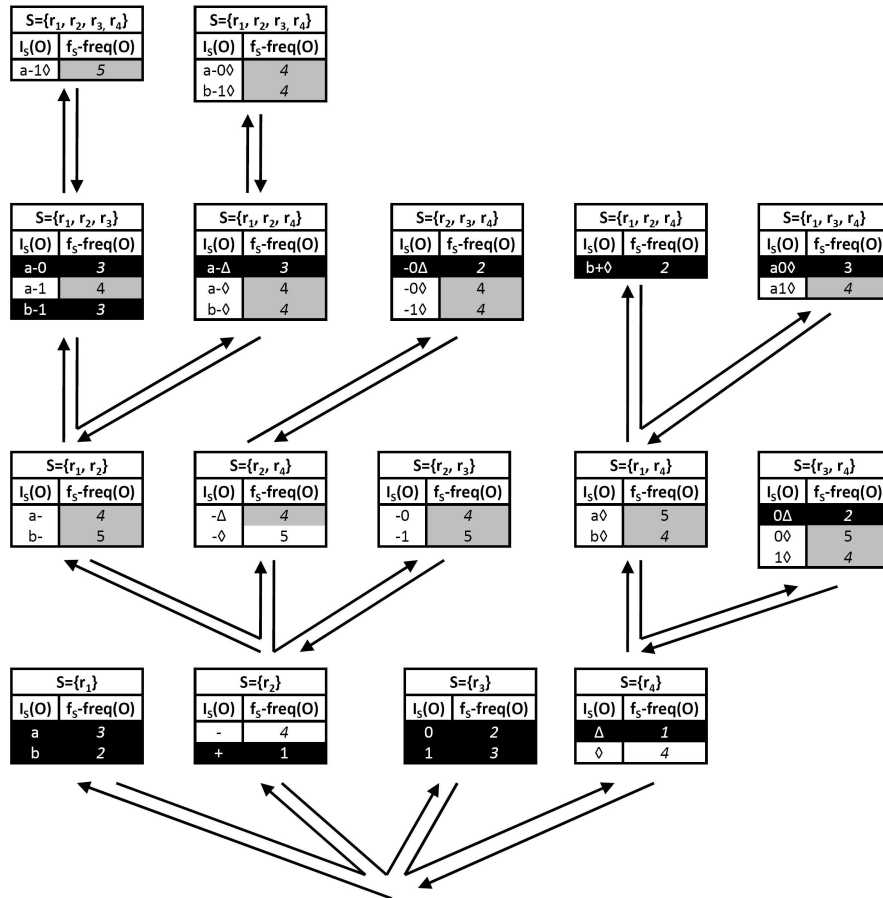 S={r₁, r₂, r₃, r₄}
Iₛ(O) fₛ-freq(O)
a-1◊ 5
S={r₁, r₂, r₃, r₄}
Iₛ(O) fₛ-freq(O)
a-0◊ 4
b-1◊ 4
S={r₁, r₂, r₃}
Iₛ(O) fₛ-freq(O)
a-0 3
a-1 4
b-1 3
S={r₁, r₂, r₄}
Iₛ(O) fₛ-freq(O)
a-Δ 3
a-◊ 4
b-◊ 4
S={r₂, r₃, r₄}
Iₛ(O) fₛ-freq(O)
-0Δ 2
-0◊ 4
-1◊ 4
S={r₁, r₂, r₄}
Iₛ(O) fₛ-freq(O)
b+◊ 2
S={r₁, r₃, r₄}
Iₛ(O) fₛ-freq(O)
a0◊ 3
a1◊ 4
S={r₁, r₂}
Iₛ(O) fₛ-freq(O)
a- 4
b- 5
S={r₂, r₄}
Iₛ(O) fₛ-freq(O)
-Δ 4
-◊ 5
S={r₂, r₃}
Iₛ(O) fₛ-freq(O)
-0 4
-1 5
S={r₁, r₄}
Iₛ(O) fₛ-freq(O)
a◊ 5
b◊ 4
S={r₃, r₄}
Iₛ(O) fₛ-freq(O)
0Δ 2
0◊ 5
1◊ 4
S={r₁}
Iₛ(O) fₛ-freq(O)
a 3
b 2
S={r₂}
Iₛ(O) fₛ-freq(O)
- 4
+ 1
S={r₃}
Iₛ(O) fₛ-freq(O)
0 2
1 3
S={r₄}
Iₛ(O) fₛ-freq(O)
Δ 1
◊ 4